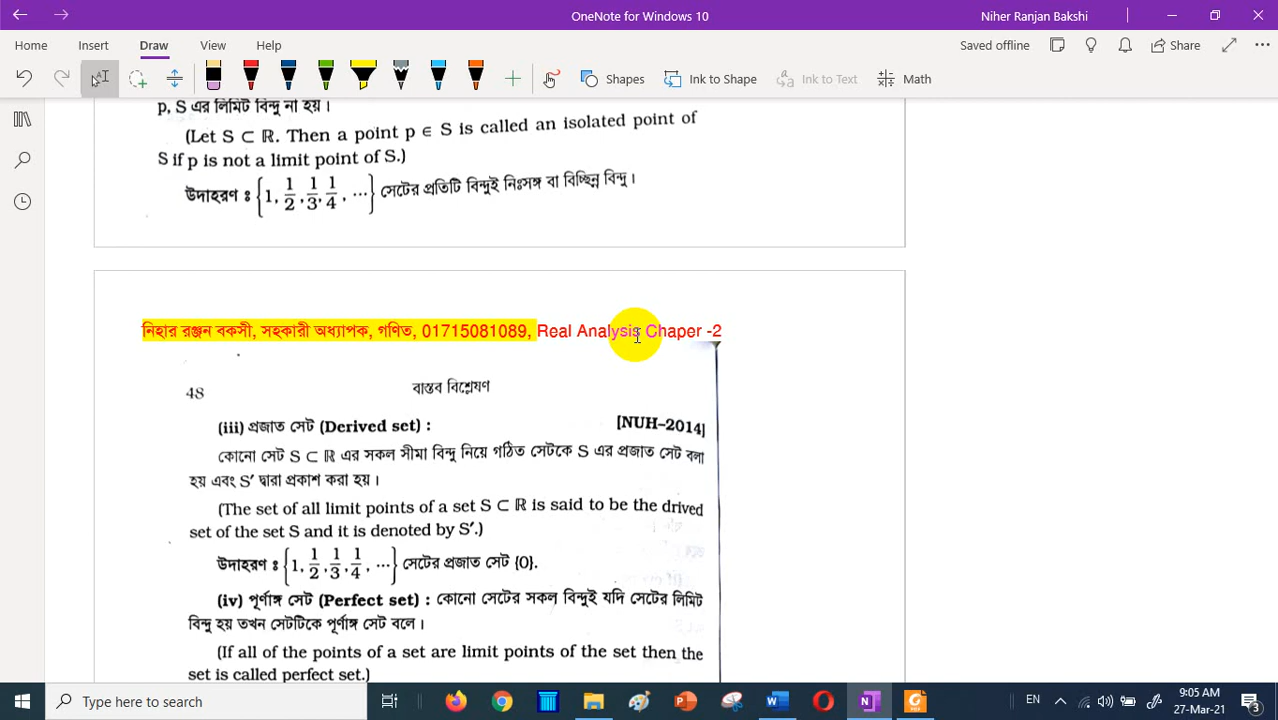 OneNote for Windows 10
Niher Ranjan Bakshi
Home Insert Draw View Help
Saved offline
Share
Shapes
Ink to Shape
Ink to Text
Math
p, S এর লিমিট বিন্দু না হয়।
(Let S ⊂ ℝ. Then a point p ∈ S is called an isolated point of
S if p is not a limit point of S.)
উদাহরণ ঃ {1, 1/2, 1/3, 1/4, ⋯} সেটের প্রতিটি বিন্দুই নিঃসঙ্গ বা বিচ্ছিন্ন বিন্দু।
নিহার রঞ্জন বকসী, সহকারী অধ্যাপক, গণিত, 01715081089, Real Analysis Chaper -2
48
বাস্তব বিশ্লেষণ
(iii) প্রজাত সেট (Derived set) : [NUH-2014]
কোনো সেট S ⊂ ℝ এর সকল সীমা বিন্দু নিয়ে গঠিত সেটকে S এর প্রজাত সেট বলা
হয় এবং S′ দ্বারা প্রকাশ করা হয়।
(The set of all limit points of a set S ⊂ ℝ is said to be the drived
set of the set S and it is denoted by S′.)
উদাহরণ ঃ {1, 1/2, 1/3, 1/4, ⋯} সেটের প্রজাত সেট {0}.
(iv) পূর্ণাঙ্গ সেট (Perfect set) : কোনো সেটের সকল বিন্দুই যদি সেটের লিমিট
বিন্দু হয় তখন সেটটিকে পূর্ণাঙ্গ সেট বলে।
(If all of the points of a set are limit points of the set then the
set is called perfect set.)
Type here to search
EN
9:05 AM
27-Mar-21
3